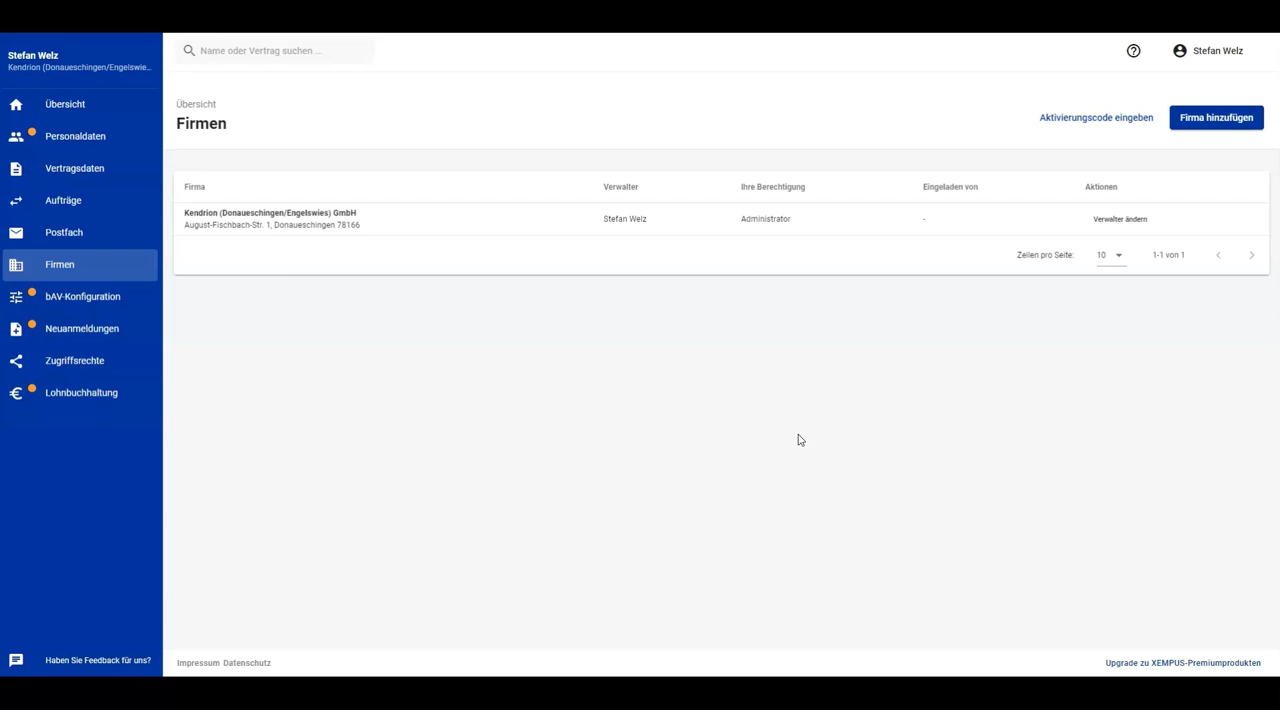 Stefan Welz
Kendrion (Donaueschingen/Engelswie...
Übersicht
Personaldaten
Vertragsdaten
Aufträge
Postfach
Firmen
bAV-Konfiguration
Neuanmeldungen
Zugriffsrechte
Lohnbuchhaltung
Haben Sie Feedback für uns?
Name oder Vertrag suchen ...
Stefan Welz
Übersicht
Firmen
Aktivierungscode eingeben
Firma hinzufügen
Firma Verwalter Ihre Berechtigung Eingeladen von Aktionen
Kendrion (Donaueschingen/Engelswies) GmbH
August-Fischbach-Str. 1, Donaueschingen 78166
Stefan Welz Administrator - Verwalter ändern
Zeilen pro Seite: 10 1-1 von 1
Impressum Datenschutz
Upgrade zu XEMPUS-Premiumprodukten